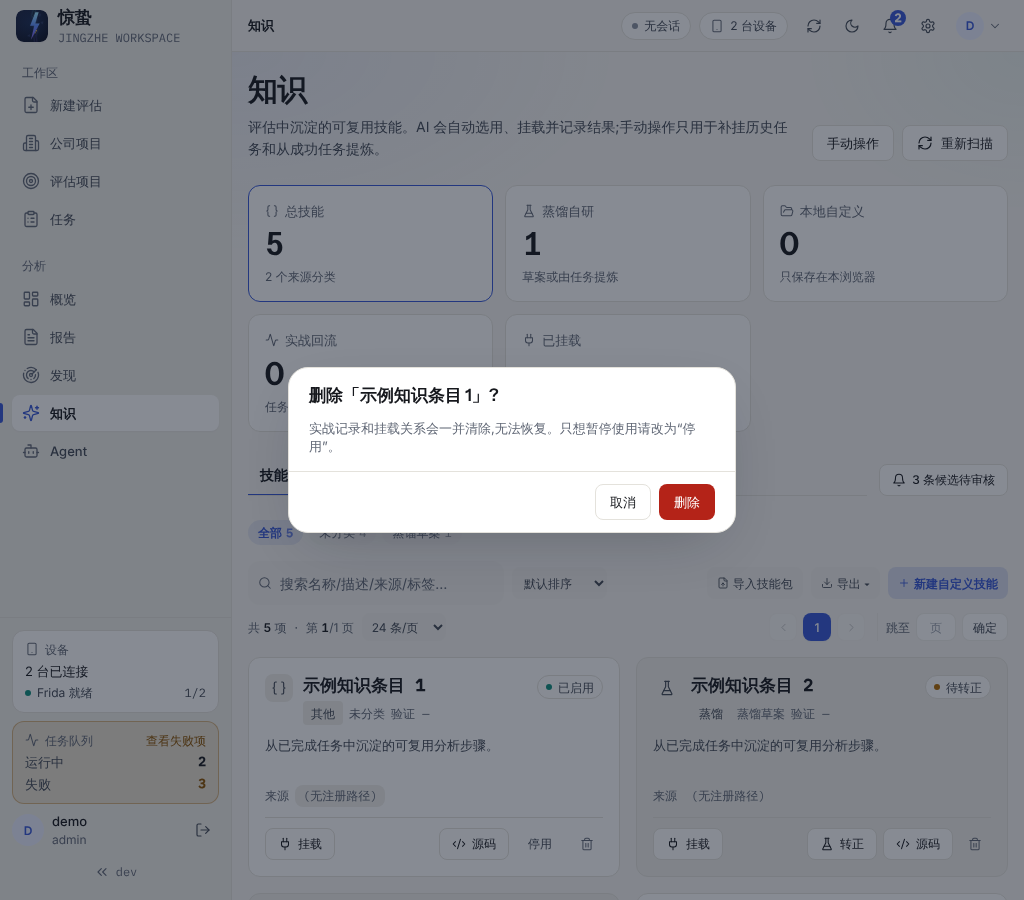 惊蛰
JINGZHE WORKSPACE
工作区
新建评估
公司项目
评估项目
任务
分析
概览
报告
发现
知识
Agent
设备
2 台已连接
Frida 就绪 1/2
任务队列 查看失败项
运行中 2
失败 3
D demo
admin
dev
知识
无会话
2 台设备
2
D
知识
评估中沉淀的可复用技能。AI 会自动选用、挂载并记录结果;手动操作只用于补挂历史任
务和从成功任务提炼。
手动操作
重新扫描
总技能
5
2 个来源分类
蒸馏自研
1
草案或由任务提炼
本地自定义
0
只保存在本浏览器
实战回流
0
任务
已挂载
删除「示例知识条目 1」?
实战记录和挂载关系会一并清除,无法恢复。只想暂停使用请改为“停
用”。
取消
删除
技能
3 条候选待审核
全部 5 未分类 4 蒸馏草案 1
搜索名称/描述/来源/标签...
默认排序
导入技能包
导出
+ 新建自定义技能
共 5 项 · 第 1/1 页 24 条/页
1
跳至 页 确定
示例知识条目 1
已启用
其他 未分类 验证 –
从已完成任务中沉淀的可复用分析步骤。
来源 (无注册路径)
挂载 源码 停用
示例知识条目 2
待转正
蒸馏 蒸馏草案 验证 –
从已完成任务中沉淀的可复用分析步骤。
来源 (无注册路径)
挂载 转正 源码